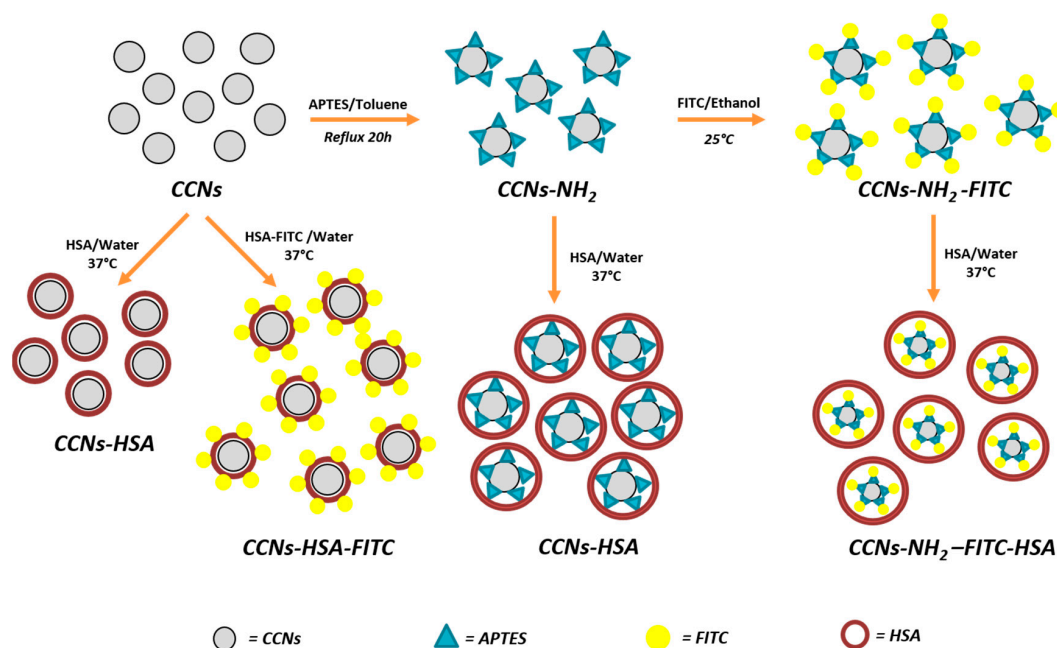 APTES/Toluene
Reflux 20h
FITC/Ethanol
25°C
CCNs
CCNs-NH₂
CCNs-NH₂-FITC
HSA/Water
37°C
HSA-FITC /Water
37°C
HSA/Water
37°C
HSA/Water
37°C
CCNs-HSA
CCNs-HSA-FITC
CCNs-HSA
CCNs-NH₂–FITC-HSA
= CCNs
= APTES
= FITC
= HSA